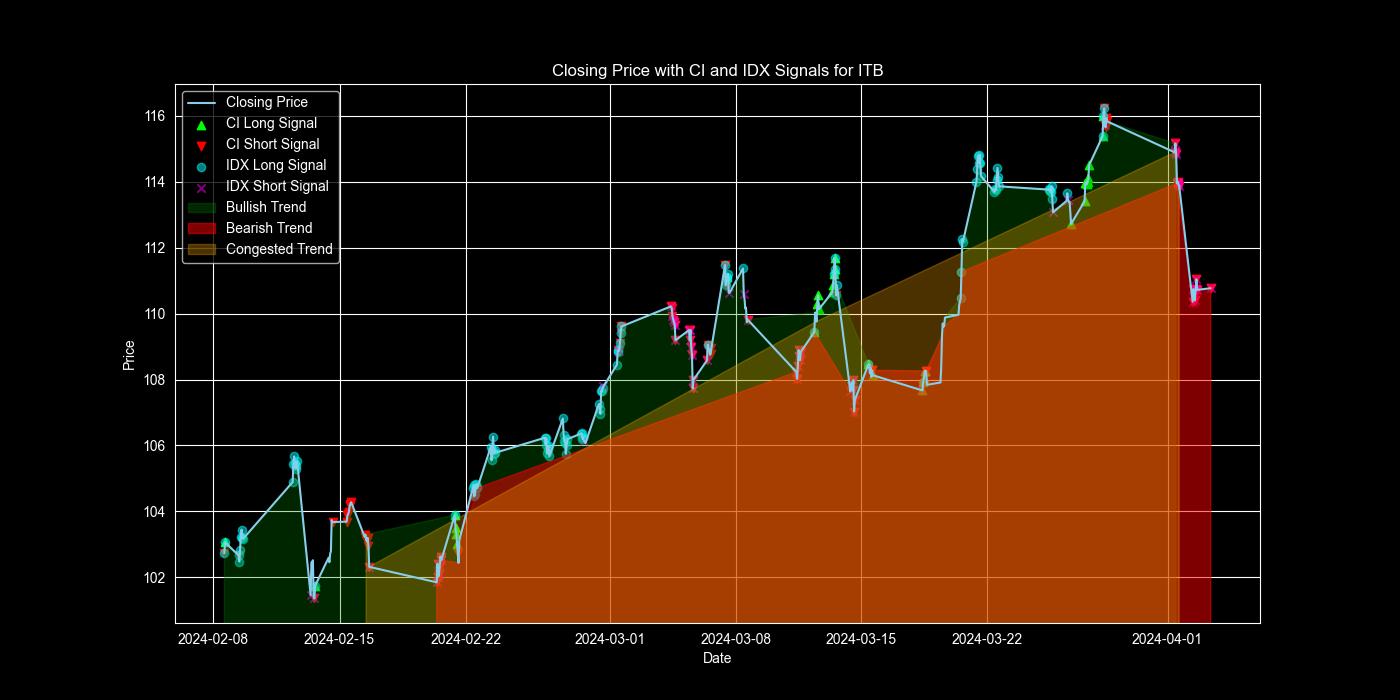 Closing Price with CI and IDX Signals for ITB
Closing Price
CI Long Signal
CI Short Signal
IDX Long Signal
IDX Short Signal
Bullish Trend
Bearish Trend
Congested Trend
116
114
112
110
108
106
104
102
Price
2024-02-08 2024-02-15 2024-02-22 2024-03-01 2024-03-08 2024-03-15 2024-03-22 2024-04-01
Date